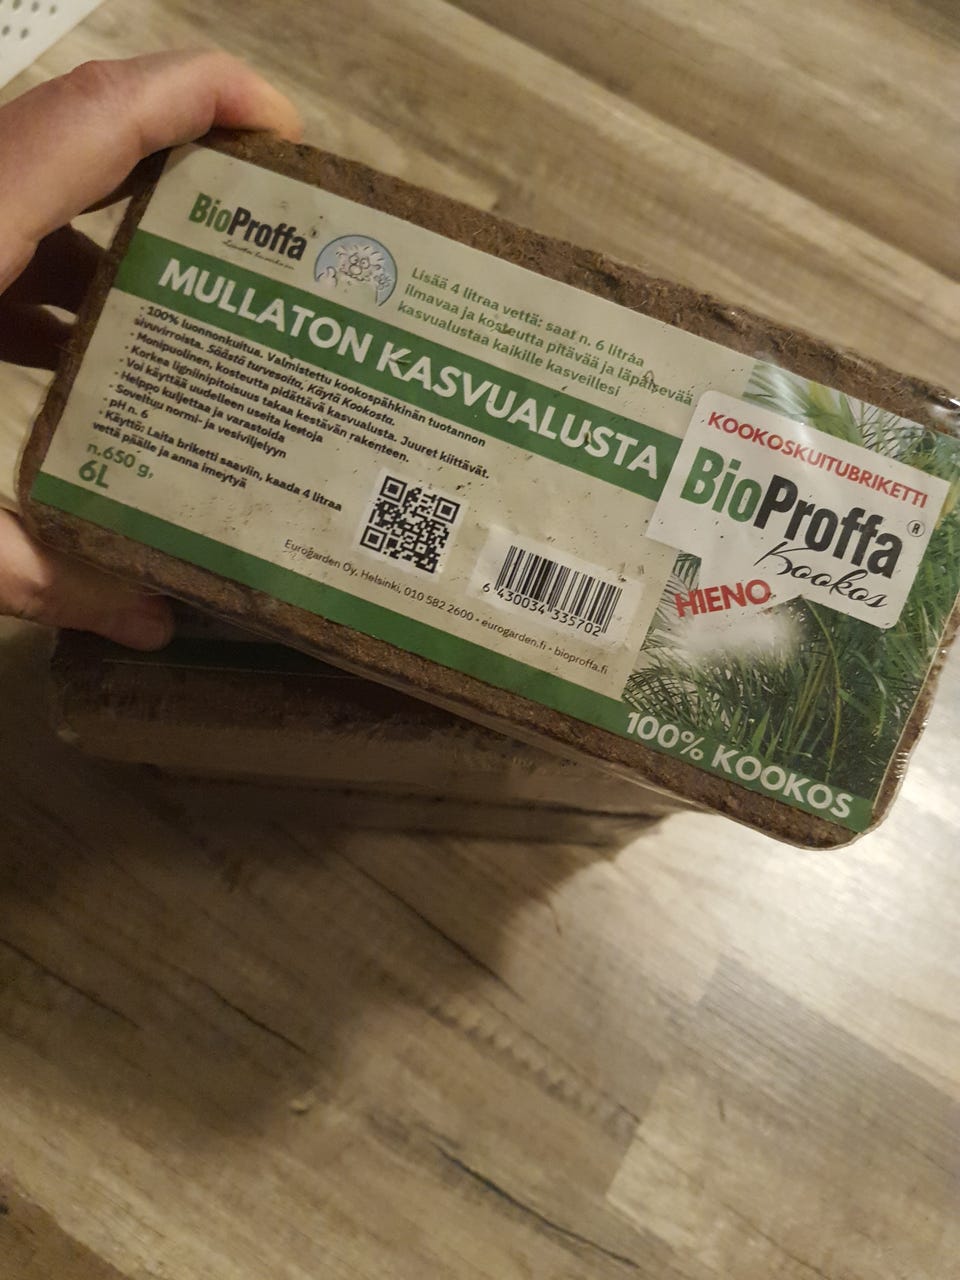 BioProffa
Lisää 4 litraa vettä: saat n. 6 litraa
ilmavaa ja kosteutta pitävää ja läpäisevää
kasvualustaa kaikille kasveillesi
MULLATON KASVUALUSTA
· 100% luonnonkuitua. Valmistettu kookospähkinän tuotannon
sivuvirroista. Säästä turvesoita, Käytä Kookosta.
· Monipuolinen, kosteutta pidättävä kasvualusta. Juuret kiittävät.
· Korkea ligniinipitoisuus takaa kestävän rakenteen.
· Voi käyttää uudelleen useita kertoja
· Helppo kuljettaa ja varastoida
· Soveltuu normi- ja vesiviljelyyn
· pH n. 6
· Käyttö: Laita briketti saaviin, kaada 4 litraa
vettä päälle ja anna imeytyä
n.650 g,
6L
Eurogarden Oy, Helsinki, 010 582 2600 · eurogarden.fi · bioproffa.fi
6 430034 335702
KOOKOSKUITUBRIKETTI
BioProffa®
Kookos
HIENO
100% KOOKOS